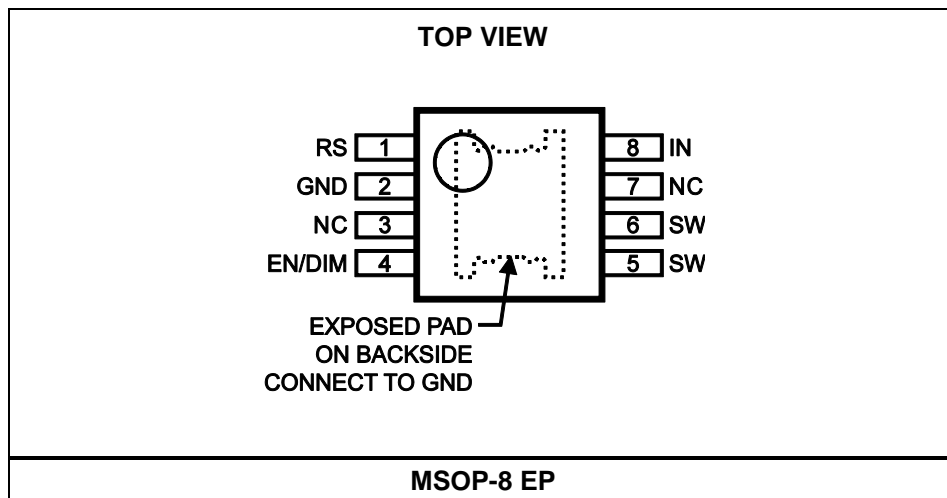 TOP VIEW
RS 1
GND 2
NC 3
EN/DIM 4
8 IN
7 NC
6 SW
5 SW
EXPOSED PAD
ON BACKSIDE
CONNECT TO GND
MSOP-8 EP